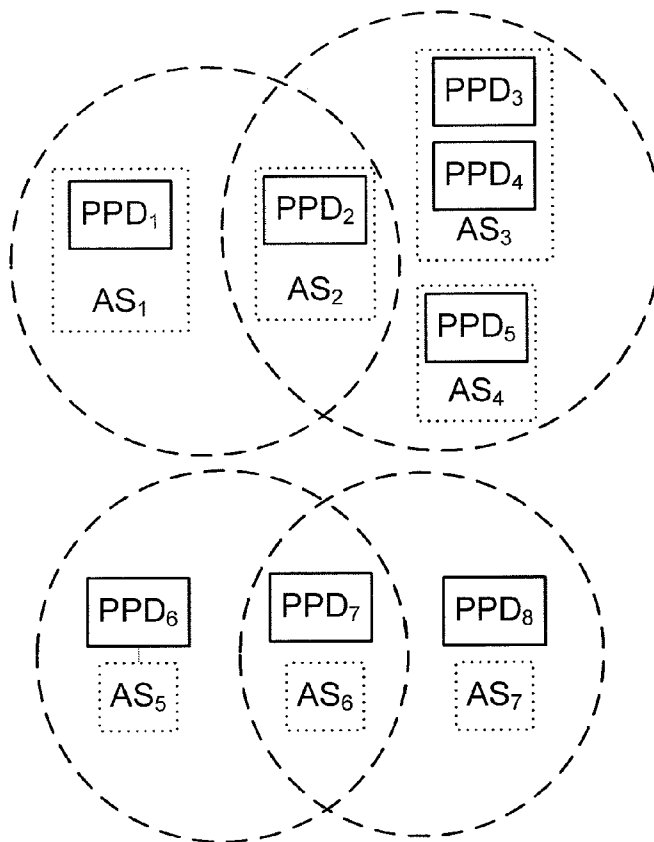 PPD₃
PPD₄
AS₃
PPD₁
AS₁
PPD₂
AS₂
PPD₅
AS₄
PPD₆
AS₅
PPD₇
AS₆
PPD₈
AS₇